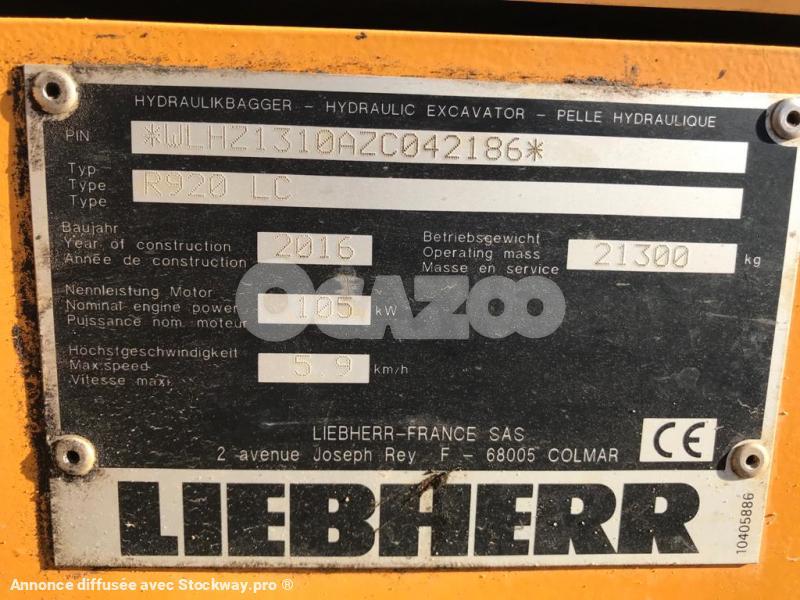 HYDRAULIKBAGGER – HYDRAULIC EXCAVATOR – PELLE HYDRAULIQUE
PIN *WLHZ1310AZC042186*
Typ
Type R920 LC
Type
Baujahr
Year of construction 2016
Année de construction
Betriebsgewicht
Operating mass 21300 kg
Masse en service
Nennleistung Motor
Nominal engine power 105 kW
Puissance nom. moteur
OCAZOO
Höchstgeschwindigkeit
Max.speed 5.9 km/h
Vitesse maxi.
LIEBHERR-FRANCE SAS
2 avenue Joseph Rey F - 68005 COLMAR
CE
LIEBHERR
10405886
Annonce diffusée avec Stockway.pro ®